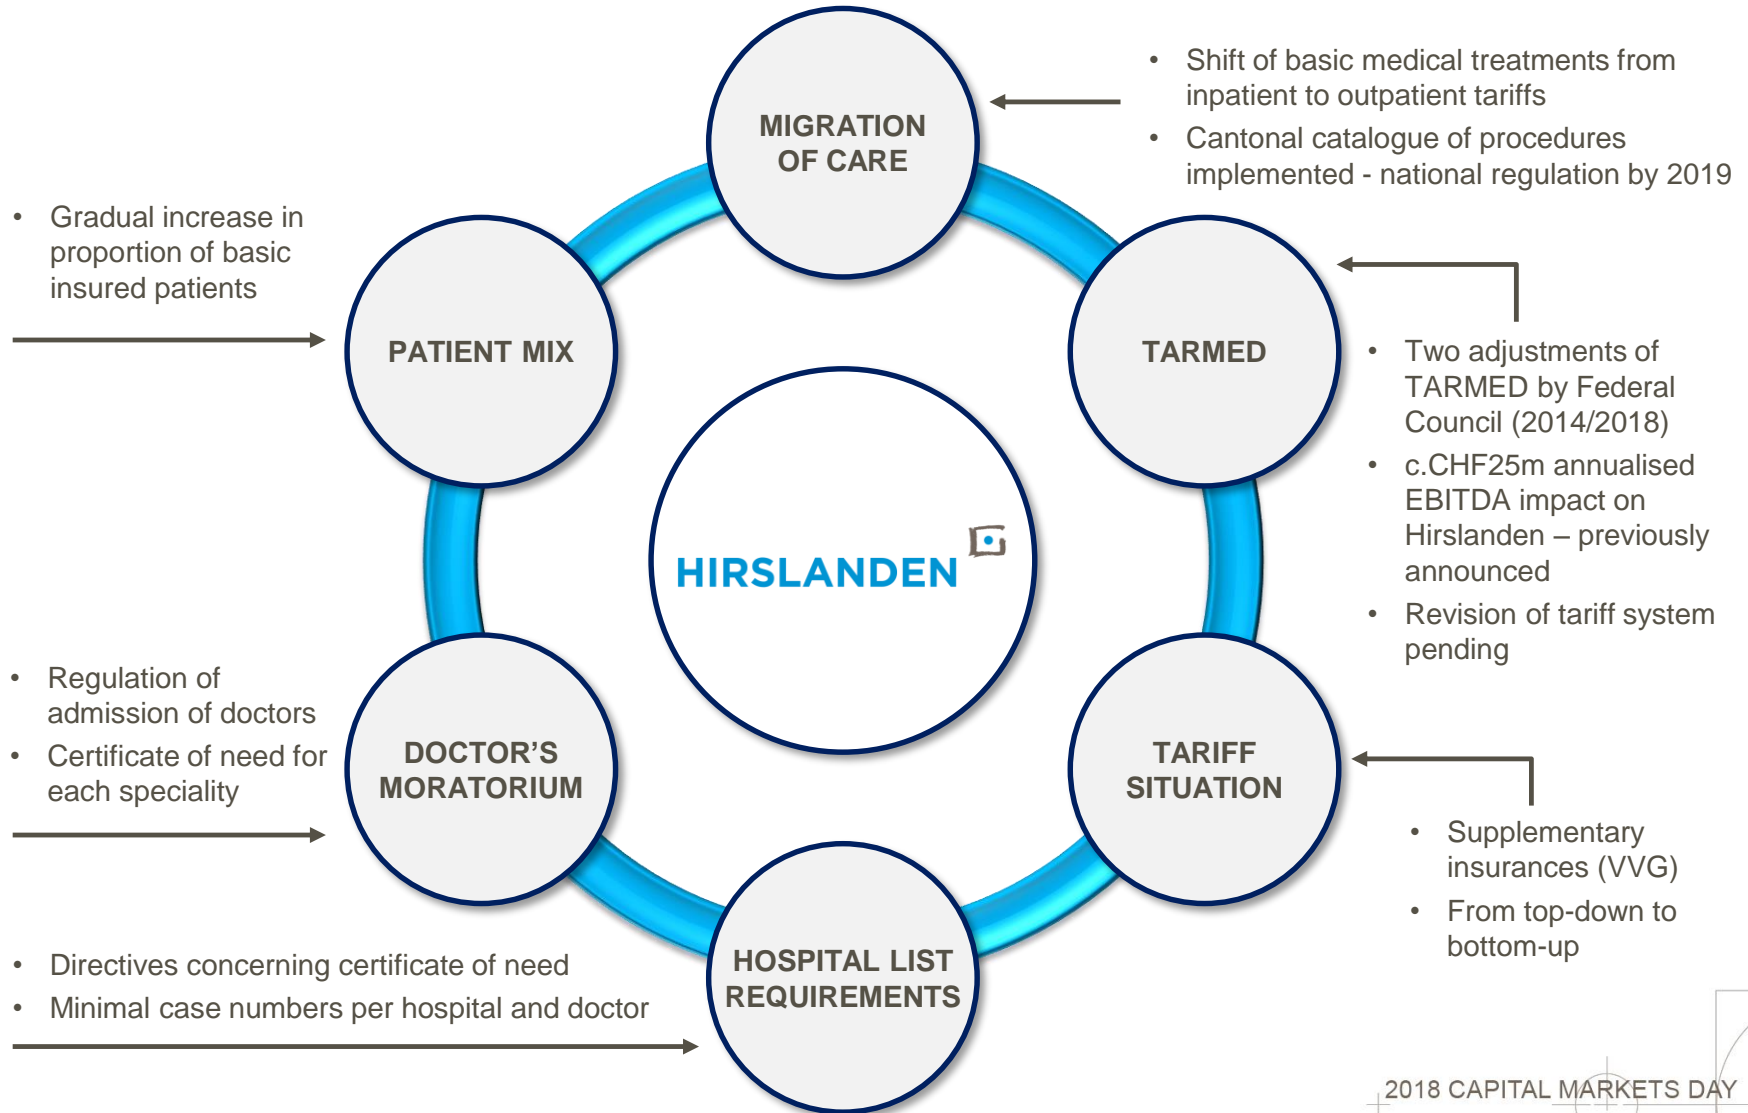 MIGRATION
OF CARE
• Shift of basic medical treatments from
inpatient to outpatient tariffs
• Cantonal catalogue of procedures
implemented - national regulation by 2019
• Gradual increase in
proportion of basic
insured patients
PATIENT MIX
TARMED
• Two adjustments of
TARMED by Federal
Council (2014/2018)
• c.CHF25m annualised
EBITDA impact on
Hirslanden – previously
announced
• Revision of tariff system
pending
HIRSLANDEN
• Regulation of
admission of doctors
• Certificate of need for
each speciality
DOCTOR’S
MORATORIUM
TARIFF
SITUATION
• Supplementary
insurances (VVG)
• From top-down to
bottom-up
• Directives concerning certificate of need
• Minimal case numbers per hospital and doctor
HOSPITAL LIST
REQUIREMENTS
2018 CAPITAL MARKETS DAY